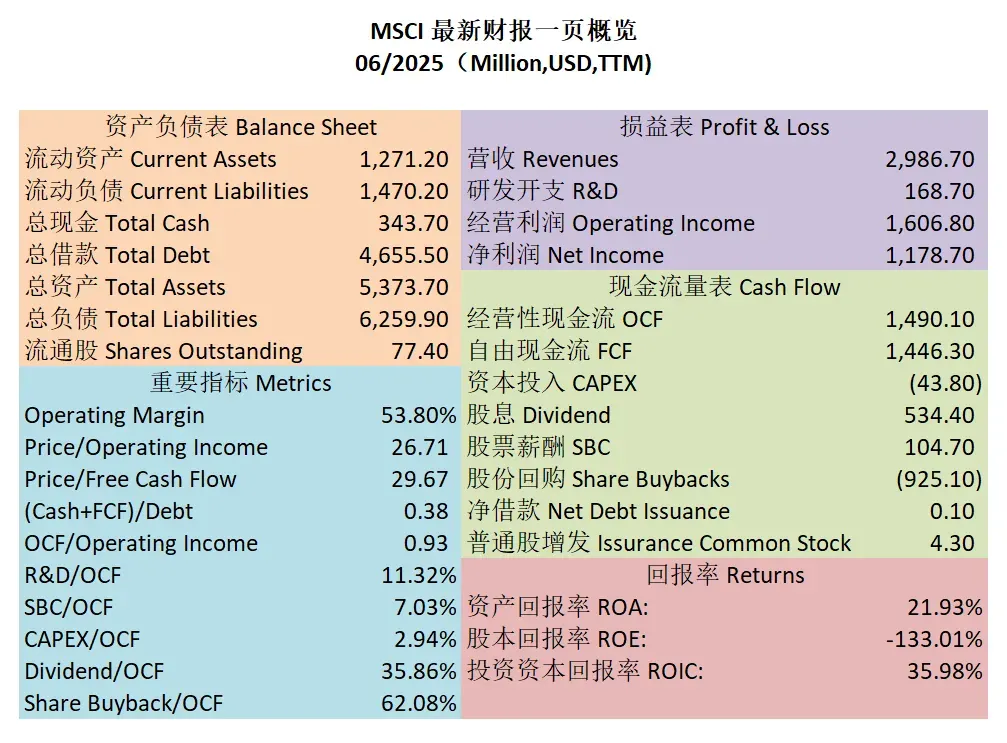 MSCI 最新财报一页概览
06/2025（Million,USD,TTM)
资产负债表 Balance Sheet
流动资产 Current Assets 1,271.20
流动负债 Current Liabilities 1,470.20
总现金 Total Cash 343.70
总借款 Total Debt 4,655.50
总资产 Total Assets 5,373.70
总负债 Total Liabilities 6,259.90
流通股 Shares Outstanding 77.40
重要指标 Metrics
Operating Margin 53.80%
Price/Operating Income 26.71
Price/Free Cash Flow 29.67
(Cash+FCF)/Debt 0.38
OCF/Operating Income 0.93
R&D/OCF 11.32%
SBC/OCF 7.03%
CAPEX/OCF 2.94%
Dividend/OCF 35.86%
Share Buyback/OCF 62.08%
损益表 Profit & Loss
营收 Revenues 2,986.70
研发开支 R&D 168.70
经营利润 Operating Income 1,606.80
净利润 Net Income 1,178.70
现金流量表 Cash Flow
经营性现金流 OCF 1,490.10
自由现金流 FCF 1,446.30
资本投入 CAPEX (43.80)
股息 Dividend 534.40
股票薪酬 SBC 104.70
股份回购 Share Buybacks (925.10)
净借款 Net Debt Issuance 0.10
普通股增发 Issurance Common Stock 4.30
回报率 Returns
资产回报率 ROA: 21.93%
股本回报率 ROE: -133.01%
投资资本回报率 ROIC: 35.98%